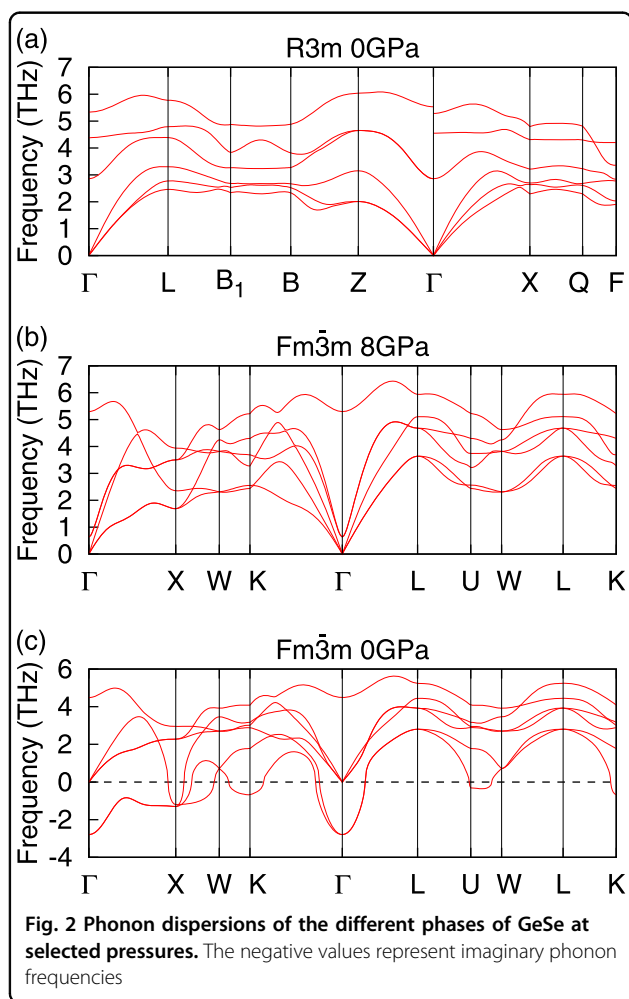 (a)
R3m 0GPa
Frequency (THz)
7
6
5
4
3
2
1
0
Γ L B1 B Z Γ X Q F
(b)
Fm3̄m 8GPa
Frequency (THz)
7
6
5
4
3
2
1
0
Γ X W K Γ L U W L K
(c)
Fm3̄m 0GPa
Frequency (THz)
6
4
2
0
-2
-4
Γ X W K Γ L U W L K
Fig. 2 Phonon dispersions of the different phases of GeSe at
selected pressures. The negative values represent imaginary phonon
frequencies